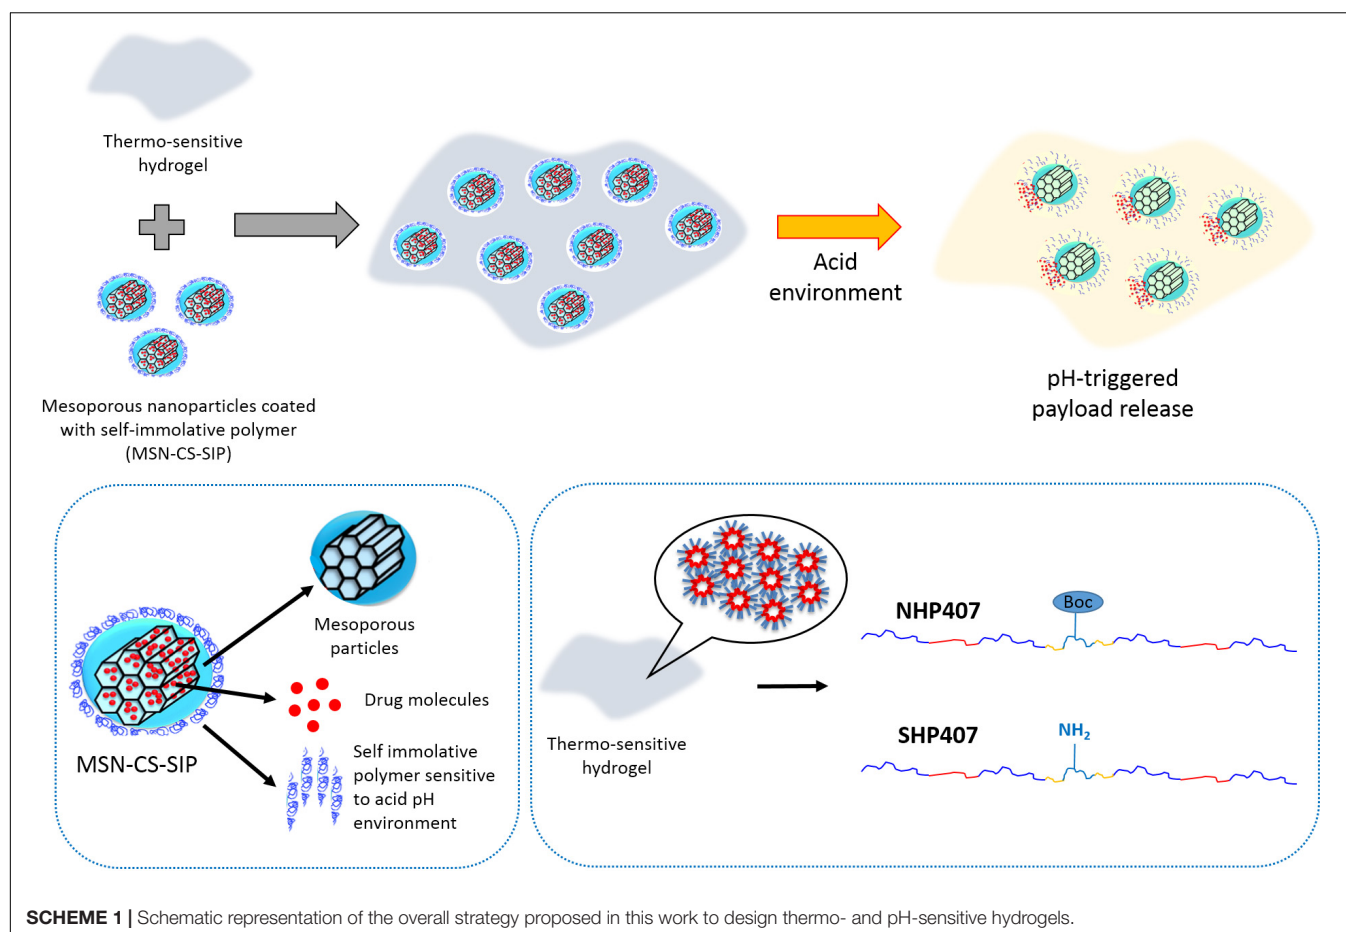 Thermo-sensitive
hydrogel
Mesoporous nanoparticles coated
with self-immolative polymer
(MSN-CS-SIP)
Acid
environment
pH-triggered
payload release
MSN-CS-SIP
Mesoporous
particles
Drug molecules
Self immolative
polymer sensitive
to acid pH
environment
Thermo-sensitive
hydrogel
NHP407
Boc
SHP407
NH₂
SCHEME 1 | Schematic representation of the overall strategy proposed in this work to design thermo- and pH-sensitive hydrogels.